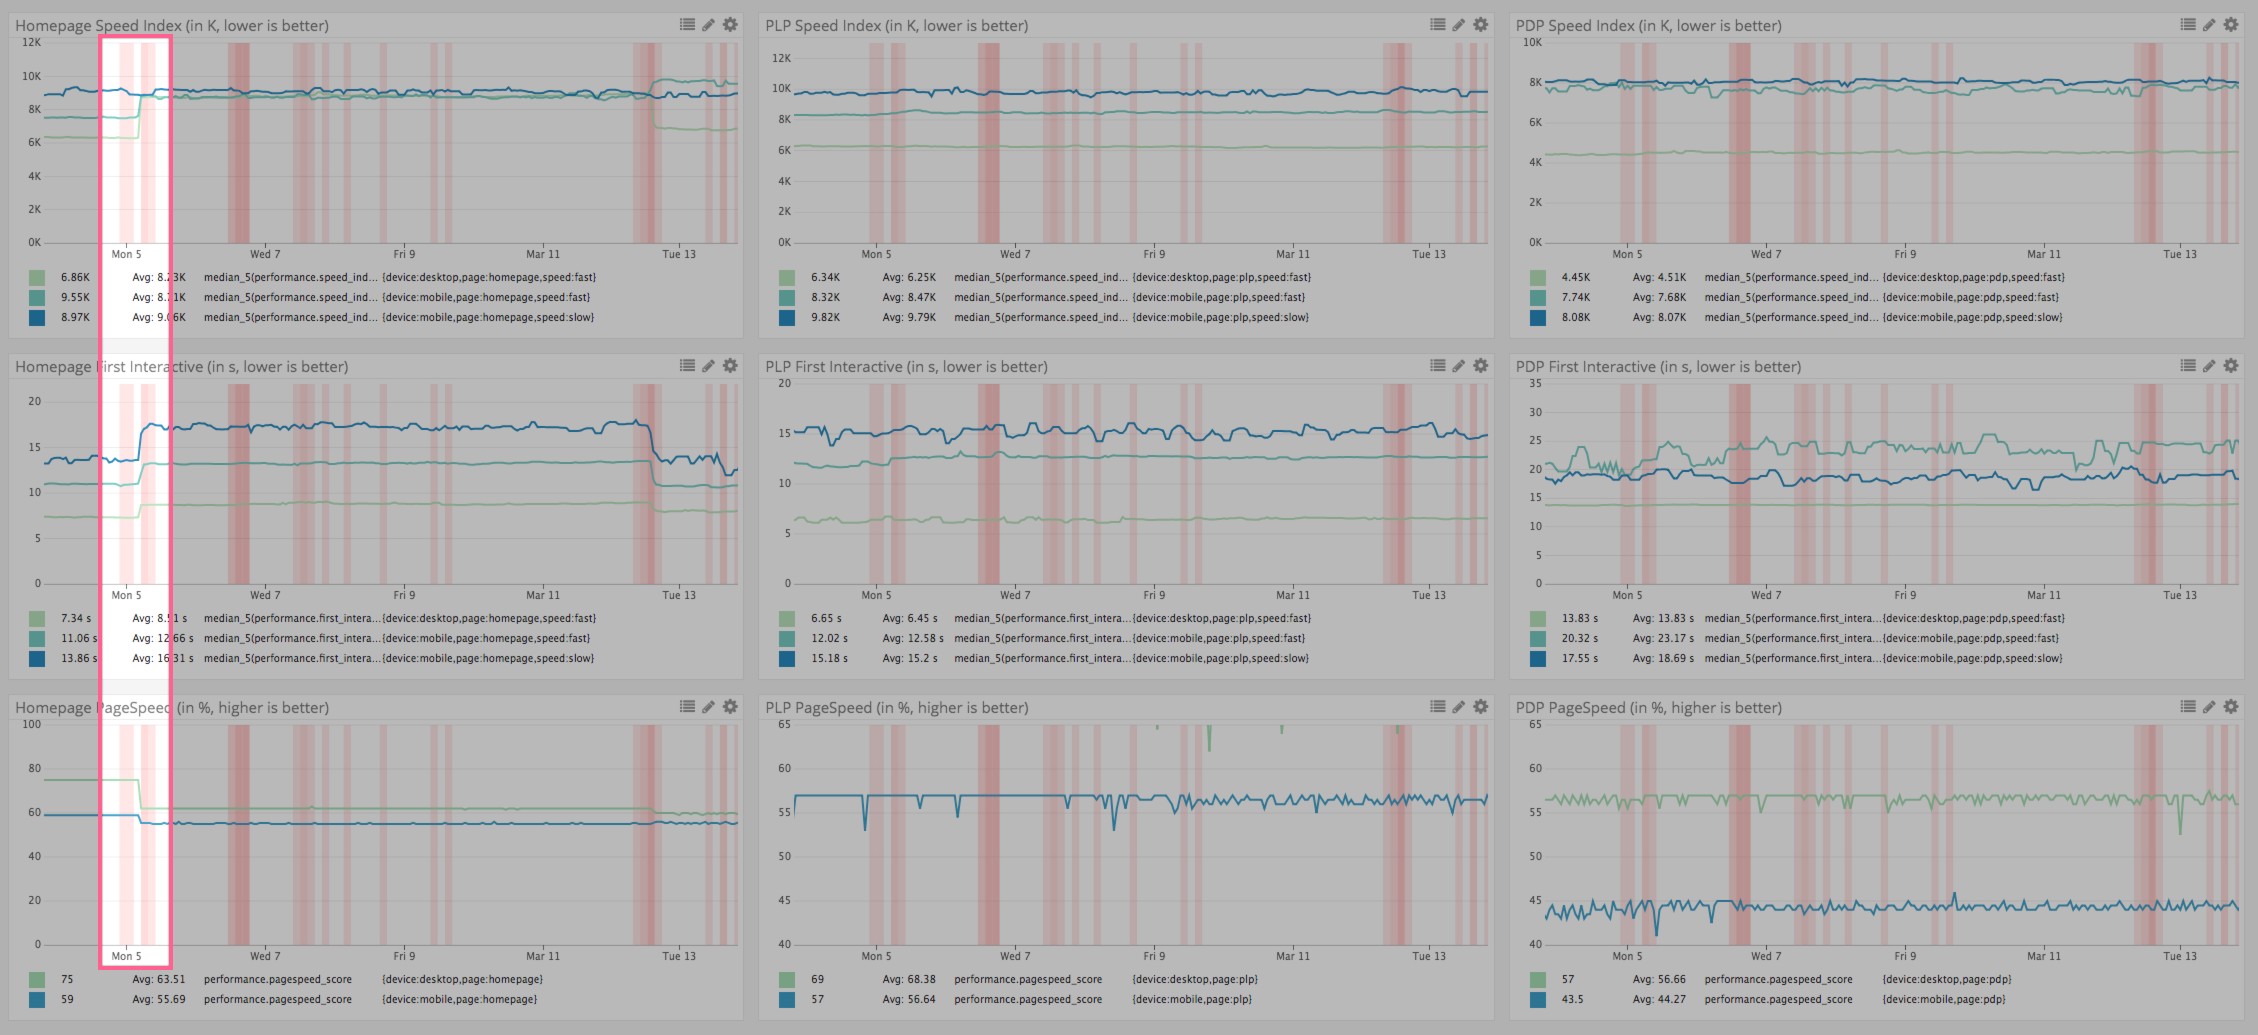 Homepage Speed Index (in K, lower is better)
12K
10K
8K
6K
4K
2K
0K
Mon 5 Wed 7 Fri 9 Mar 11 Tue 13
6.86K Avg: 8.23K median_5(performance.speed_ind... {device:desktop,page:homepage,speed:fast}
9.55K Avg: 8.71K median_5(performance.speed_ind... {device:mobile,page:homepage,speed:fast}
8.97K Avg: 9.06K median_5(performance.speed_ind... {device:mobile,page:homepage,speed:slow}
PLP Speed Index (in K, lower is better)
12K
10K
8K
6K
4K
2K
0K
Mon 5 Wed 7 Fri 9 Mar 11 Tue 13
6.34K Avg: 6.25K median_5(performance.speed_ind... {device:desktop,page:plp,speed:fast}
8.32K Avg: 8.47K median_5(performance.speed_ind... {device:mobile,page:plp,speed:fast}
9.82K Avg: 9.79K median_5(performance.speed_ind... {device:mobile,page:plp,speed:slow}
PDP Speed Index (in K, lower is better)
10K
8K
6K
4K
2K
0K
Mon 5 Wed 7 Fri 9 Mar 11 Tue 13
4.45K Avg: 4.51K median_5(performance.speed_ind... {device:desktop,page:pdp,speed:fast}
7.74K Avg: 7.68K median_5(performance.speed_ind... {device:mobile,page:pdp,speed:fast}
8.08K Avg: 8.07K median_5(performance.speed_ind... {device:mobile,page:pdp,speed:slow}
Homepage First Interactive (in s, lower is better)
20
15
10
5
0
Mon 5 Wed 7 Fri 9 Mar 11 Tue 13
7.34 s Avg: 8.51 s median_5(performance.first_intera...{device:desktop,page:homepage,speed:fast}
11.06 s Avg: 12.66 s median_5(performance.first_intera...{device:mobile,page:homepage,speed:fast}
13.86 s Avg: 16.31 s median_5(performance.first_intera...{device:mobile,page:homepage,speed:slow}
PLP First Interactive (in s, lower is better)
20
15
10
5
0
Mon 5 Wed 7 Fri 9 Mar 11 Tue 13
6.65 s Avg: 6.45 s median_5(performance.first_intera...{device:desktop,page:plp,speed:fast}
12.02 s Avg: 12.58 s median_5(performance.first_intera...{device:mobile,page:plp,speed:fast}
15.18 s Avg: 15.2 s median_5(performance.first_intera...{device:mobile,page:plp,speed:slow}
PDP First Interactive (in s, lower is better)
35
30
25
20
15
10
5
0
Mon 5 Wed 7 Fri 9 Mar 11 Tue 13
13.83 s Avg: 13.83 s median_5(performance.first_intera...{device:desktop,page:pdp,speed:fast}
20.32 s Avg: 23.17 s median_5(performance.first_intera...{device:mobile,page:pdp,speed:fast}
17.55 s Avg: 18.69 s median_5(performance.first_intera...{device:mobile,page:pdp,speed:slow}
Homepage PageSpeed (in %, higher is better)
100
80
60
40
20
0
Mon 5 Wed 7 Fri 9 Mar 11 Tue 13
75 Avg: 63.51 performance.pagespeed_score {device:desktop,page:homepage}
59 Avg: 55.69 performance.pagespeed_score {device:mobile,page:homepage}
PLP PageSpeed (in %, higher is better)
65
60
55
50
45
40
Mon 5 Wed 7 Fri 9 Mar 11 Tue 13
69 Avg: 68.38 performance.pagespeed_score {device:desktop,page:plp}
57 Avg: 56.64 performance.pagespeed_score {device:mobile,page:plp}
PDP PageSpeed (in %, higher is better)
65
60
55
50
45
40
Mon 5 Wed 7 Fri 9 Mar 11 Tue 13
57 Avg: 56.66 performance.pagespeed_score {device:desktop,page:pdp}
43.5 Avg: 44.27 performance.pagespeed_score {device:mobile,page:pdp}